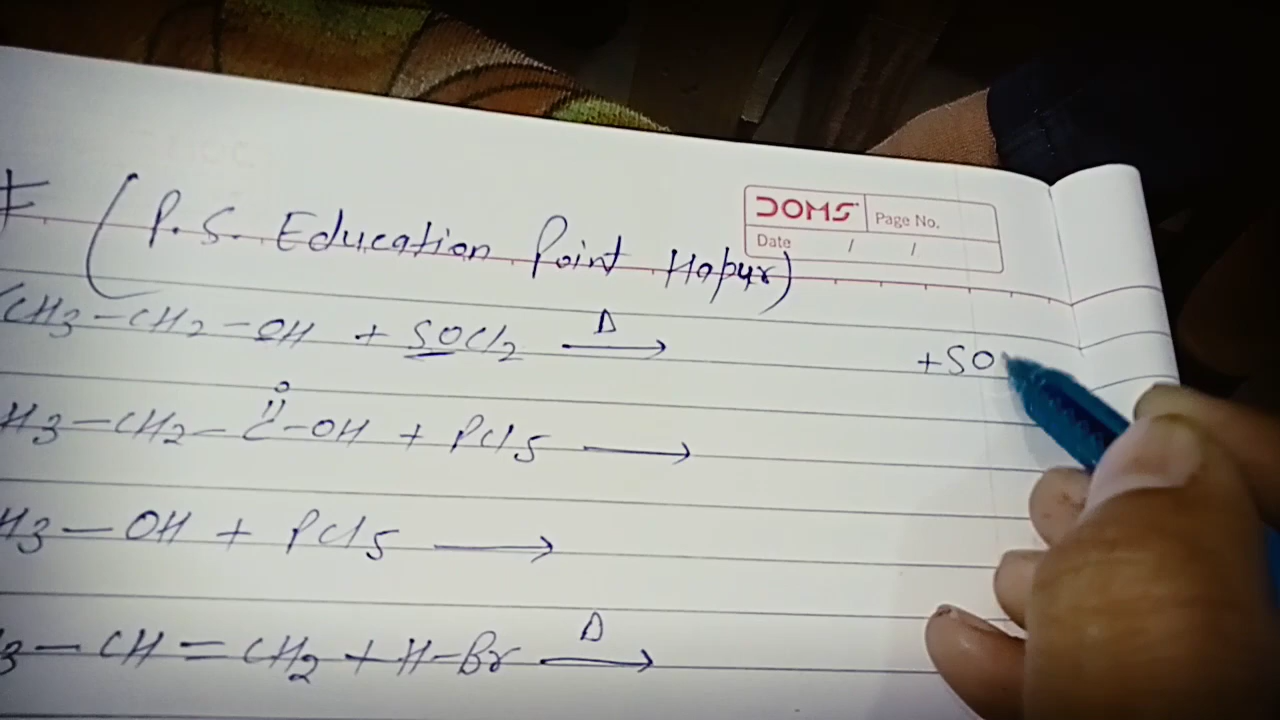 DOMS Page No.
Date / /
(P.S. Education Point Hapur)
CH3-CH2-OH + SOCl2 Δ→ +SO
H3-CH2-C(=O)-OH + PCl5 →
H3-OH + PCl5 →
3-CH=CH2 + H-Br Δ→